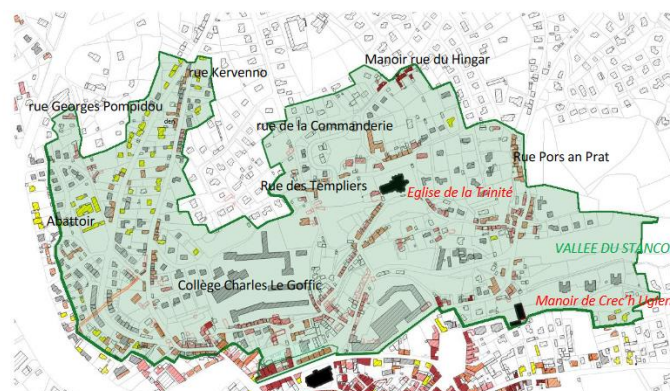 rue Kervenno
Manoir rue du Hingar
rue Georges Pompidou
rue de la Commanderie
Rue Pors an Prat
Rue des Templiers
Eglise de la Trinité
Abattoir
VALLEE DU STANCO
Collège Charles Le Goffic
Manoir de Crec'h Ugien